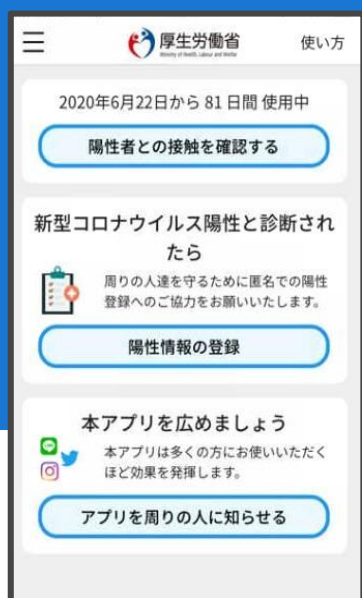 厚生労働省
Ministry of Health, Labour and Welfare
使い方
2020年6月22日から 81 日間 使用中
陽性者との接触を確認する
新型コロナウイルス陽性と診断され
たら
周りの人達を守るために匿名での陽性
登録へのご協力をお願いいたします。
陽性情報の登録
本アプリを広めましょう
LINE
本アプリは多くの方にお使いいただく
ほど効果を発揮します。
アプリを周りの人に知らせる